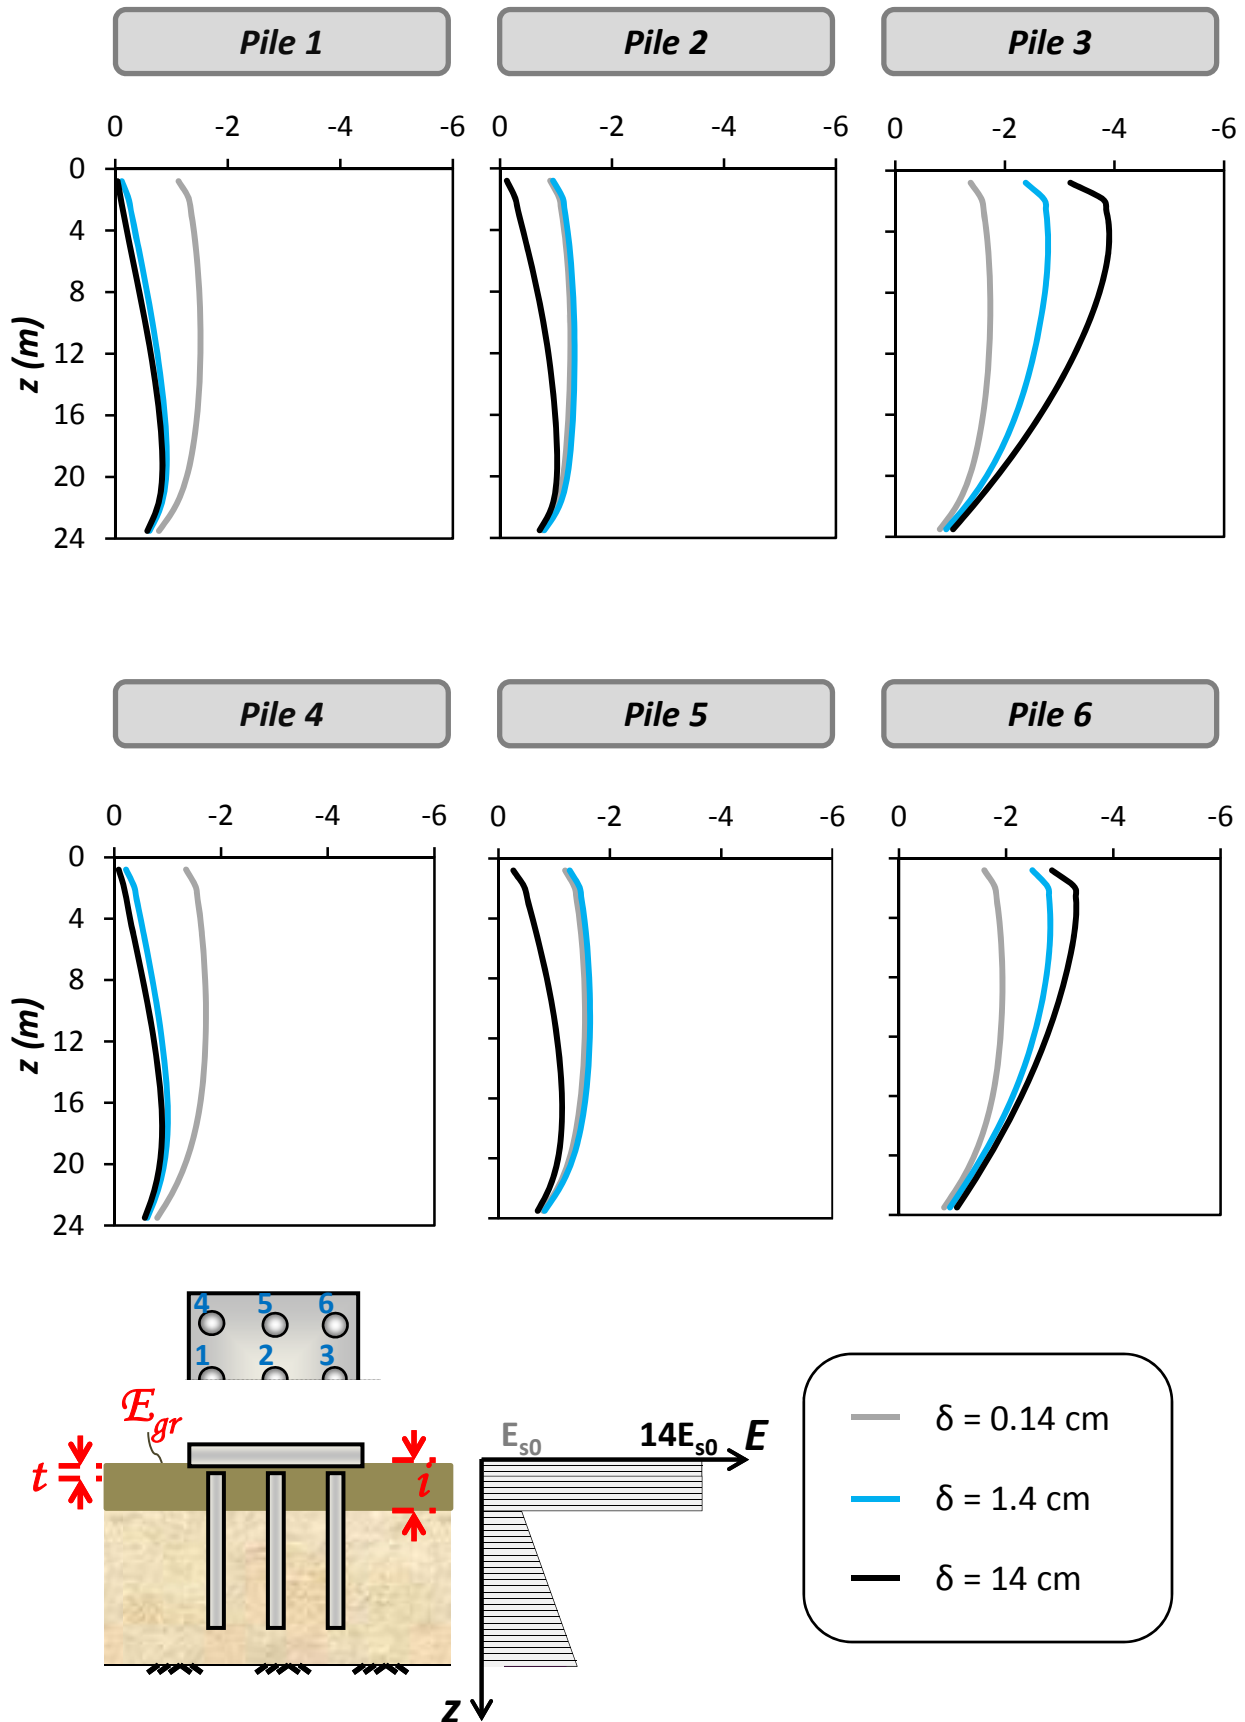 Pile 1 Pile 2 Pile 3
0 -2 -4 -6 0 -2 -4 -6 0 -2 -4 -6
0
4
8
12
16
20
24
z (m)
Pile 4 Pile 5 Pile 6
0 -2 -4 -6 0 -2 -4 -6 0 -2 -4 -6
0
4
8
12
16
20
24
z (m)
4 5 6
1 2 3
E_gr
t
i
E_s0 14E_s0 E
z
δ = 0.14 cm
δ = 1.4 cm
δ = 14 cm